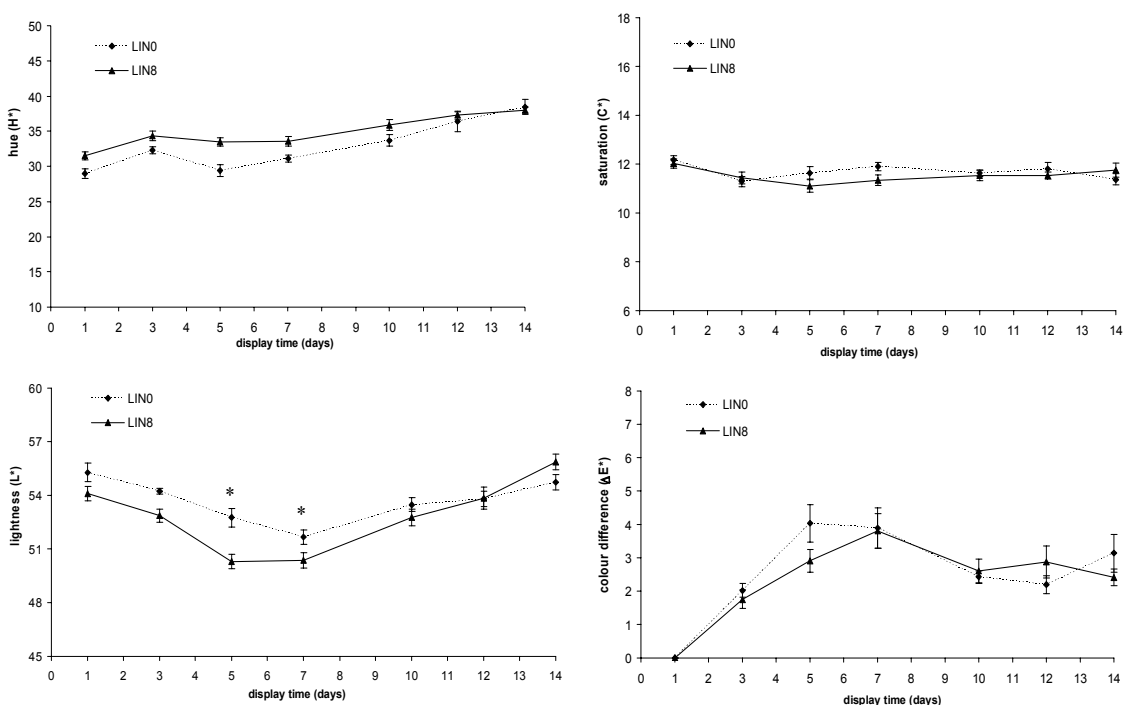 50
45
40
35
30
25
20
15
10
hue (H*)
LIN0
LIN8
0 1 2 3 4 5 6 7 8 9 10 11 12 13 14
display time (days)
18
16
14
12
10
8
6
saturation (C*)
LIN0
LIN8
0 1 2 3 4 5 6 7 8 9 10 11 12 13 14
display time (days)
60
57
54
51
48
45
lightness (L*)
LIN0
LIN8
*
*
0 1 2 3 4 5 6 7 8 9 10 11 12 13 14
display time (days)
8
7
6
5
4
3
2
1
0
colour difference (ΔE*)
LIN0
LIN8
0 1 2 3 4 5 6 7 8 9 10 11 12 13 14
display time (days)